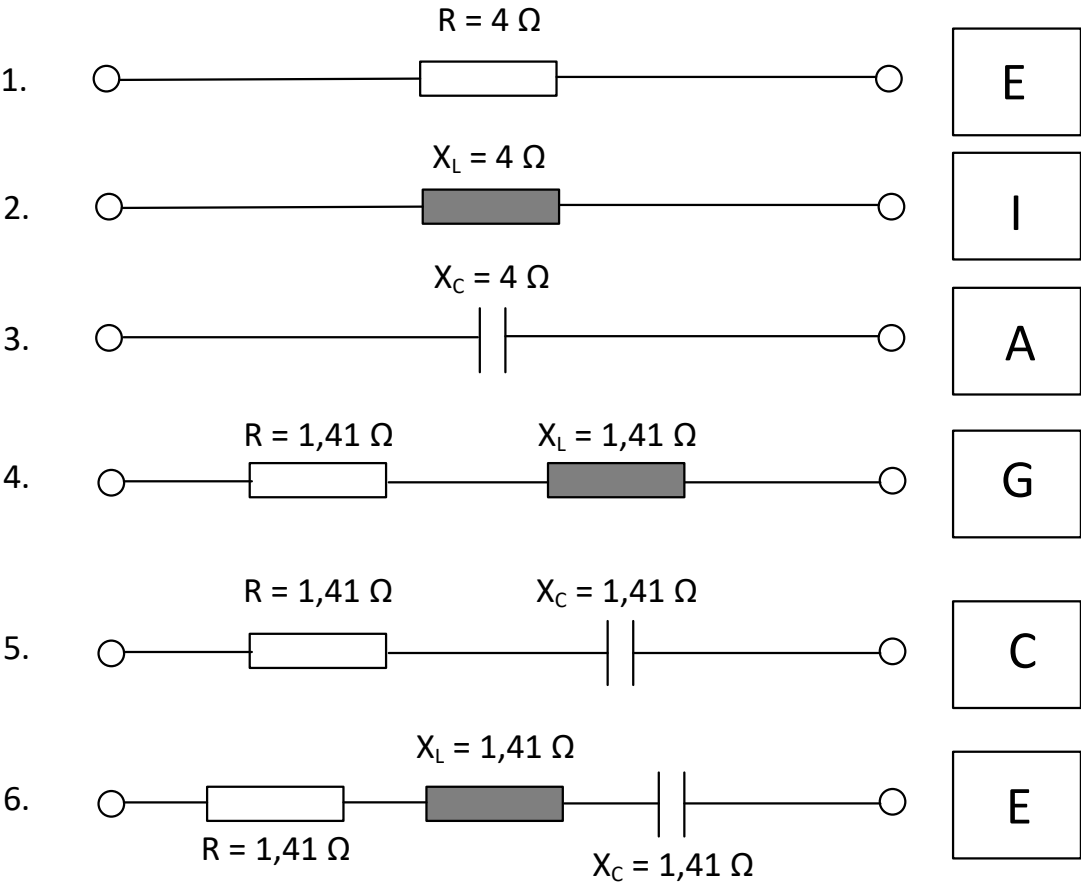 R = 4 Ω
1.
E
X_L = 4 Ω
2.
I
X_C = 4 Ω
3.
A
R = 1,41 Ω X_L = 1,41 Ω
4.
G
R = 1,41 Ω X_C = 1,41 Ω
5.
C
X_L = 1,41 Ω
6.
E
R = 1,41 Ω
X_C = 1,41 Ω